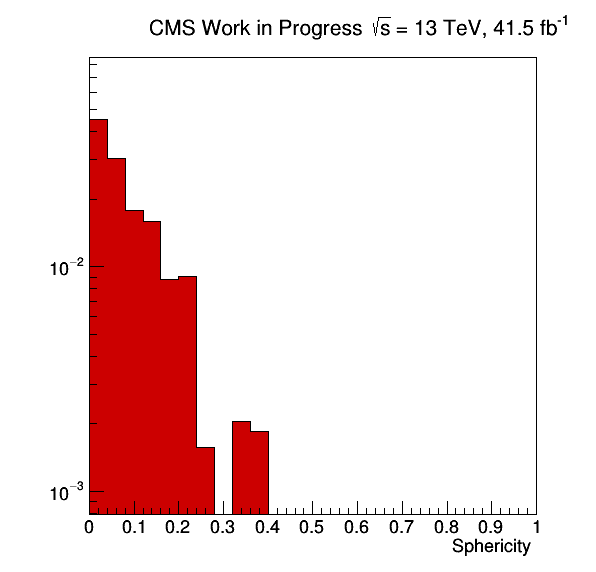 CMS Work in Progress √s = 13 TeV, 41.5 fb⁻¹
10⁻²
10⁻³
0 0.1 0.2 0.3 0.4 0.5 0.6 0.7 0.8 0.9 1
Sphericity